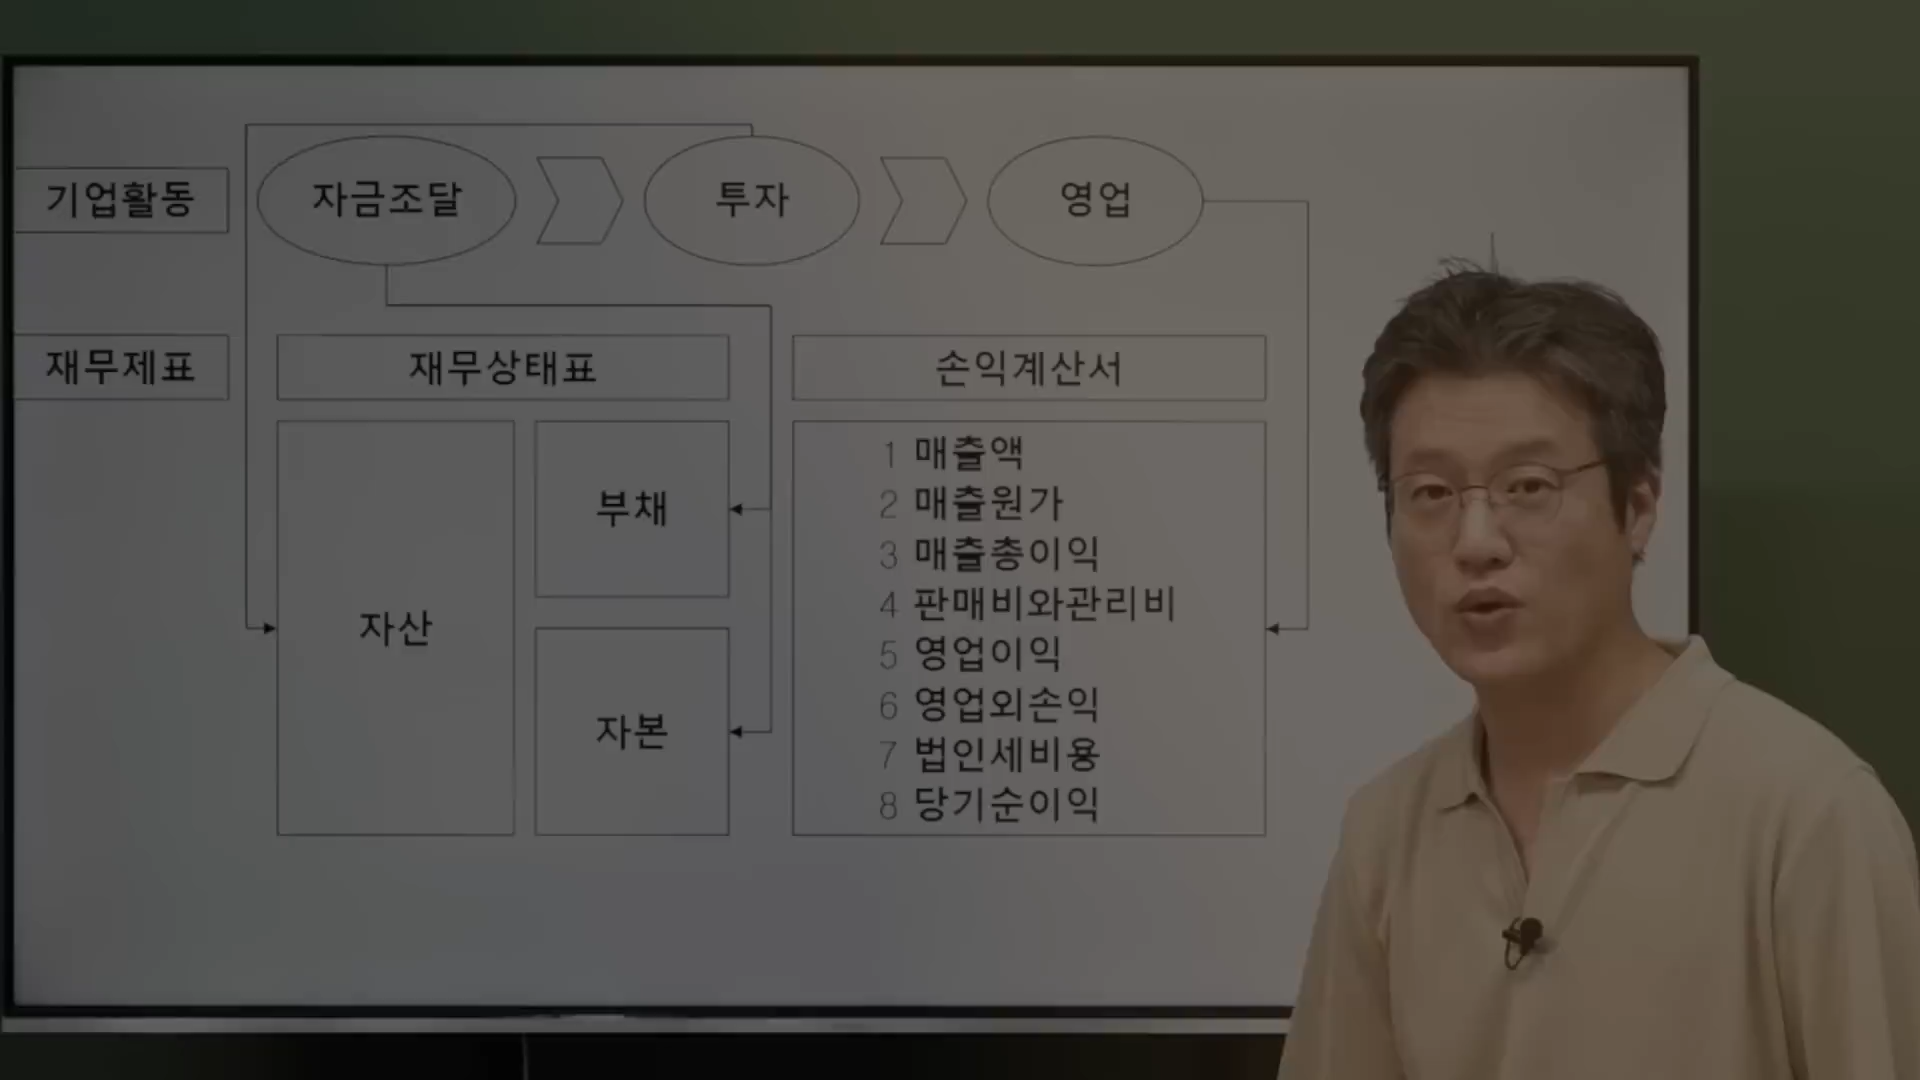 기업활동
자금조달
투자
영업
재무제표
재무상태표
손익계산서
자산
부채
자본
1 매출액
2 매출원가
3 매출총이익
4 판매비와관리비
5 영업이익
6 영업외손익
7 법인세비용
8 당기순이익